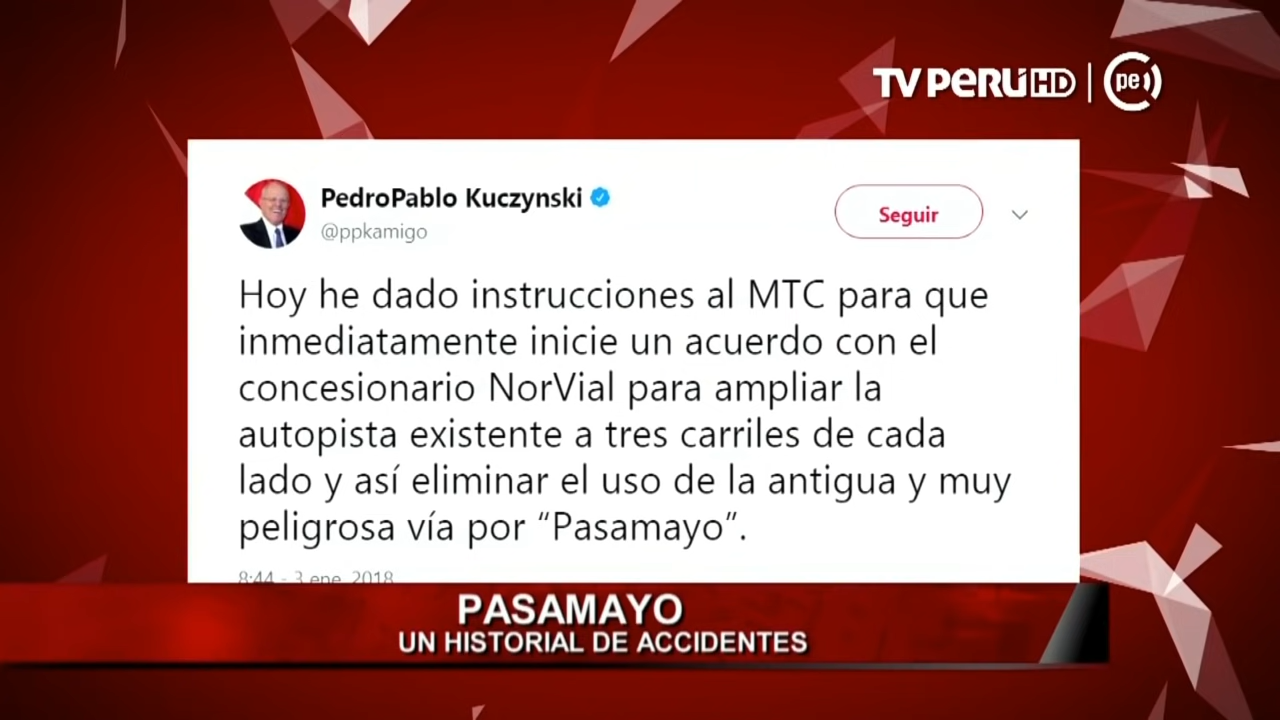 TV PERÚ HD | pe
PedroPablo Kuczynski
@ppkamigo
Seguir
Hoy he dado instrucciones al MTC para que
inmediatamente inicie un acuerdo con el
concesionario NorVial para ampliar la
autopista existente a tres carriles de cada
lado y así eliminar el uso de la antigua y muy
peligrosa vía por “Pasamayo”.
8:44 - 3 ene. 2018
PASAMAYO
UN HISTORIAL DE ACCIDENTES